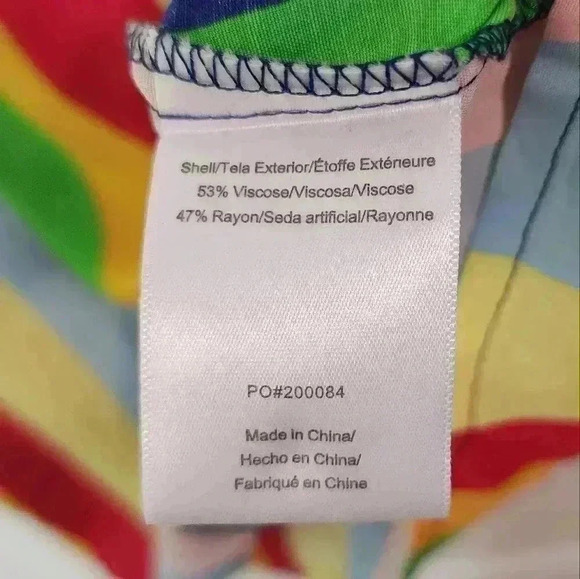 Shell/Tela Exterior/Étoffe Extérieure
53% Viscose/Viscosa/Viscose
47% Rayon/Seda artificial/Rayonne
PO#200084
Made in China/
Hecho en China/
Fabriqué en Chine